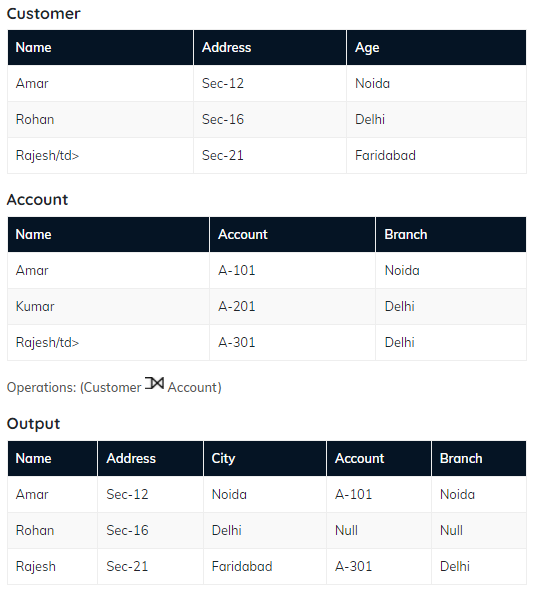 Customer
Name Address Age
Amar Sec-12 Noida
Rohan Sec-16 Delhi
Rajesh/td> Sec-21 Faridabad
Account
Name Account Branch
Amar A-101 Noida
Kumar A-201 Delhi
Rajesh/td> A-301 Delhi
Operations: (Customer ⟕ Account)
Output
Name Address City Account Branch
Amar Sec-12 Noida A-101 Noida
Rohan Sec-16 Delhi Null Null
Rajesh Sec-21 Faridabad A-301 Delhi